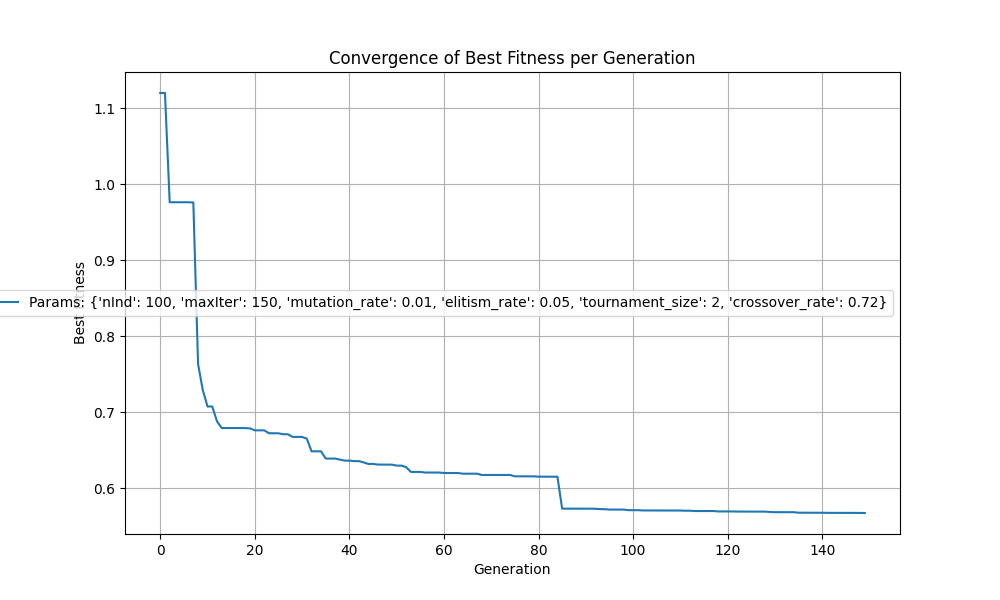 Convergence of Best Fitness per Generation
1.1
1.0
0.9
0.8
0.7
0.6
Best
ness
Params: {'nInd': 100, 'maxIter': 150, 'mutation_rate': 0.01, 'elitism_rate': 0.05, 'tournament_size': 2, 'crossover_rate': 0.72}
0 20 40 60 80 100 120 140
Generation